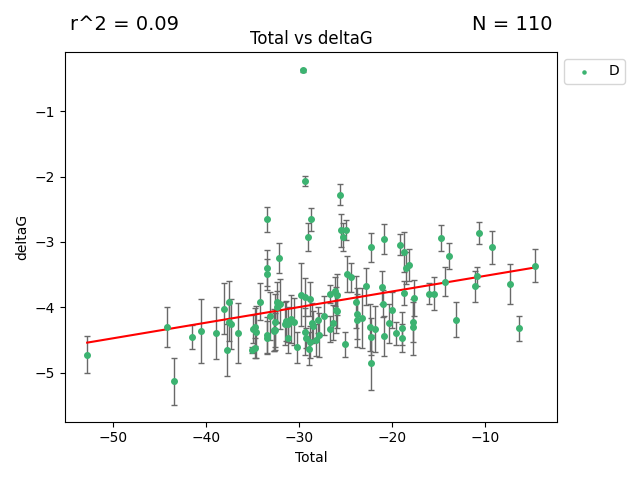 r^2 = 0.09
N = 110
Total vs deltaG
D
deltaG
−1
−2
−3
−4
−5
−50
−40
−30
−20
−10
Total